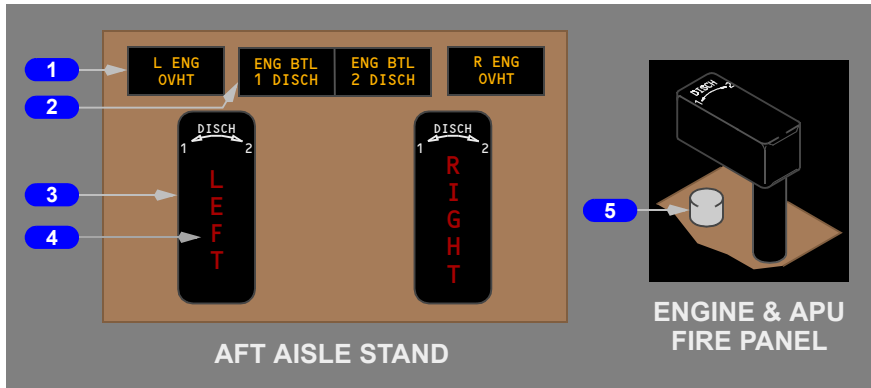 1
2
3
4
L ENG
OVHT
ENG BTL
1 DISCH
ENG BTL
2 DISCH
R ENG
OVHT
DISCH
1 2
L
E
F
T
DISCH
1 2
R
I
G
H
T
AFT AISLE STAND
DISCH
1 2
5
ENGINE & APU
FIRE PANEL